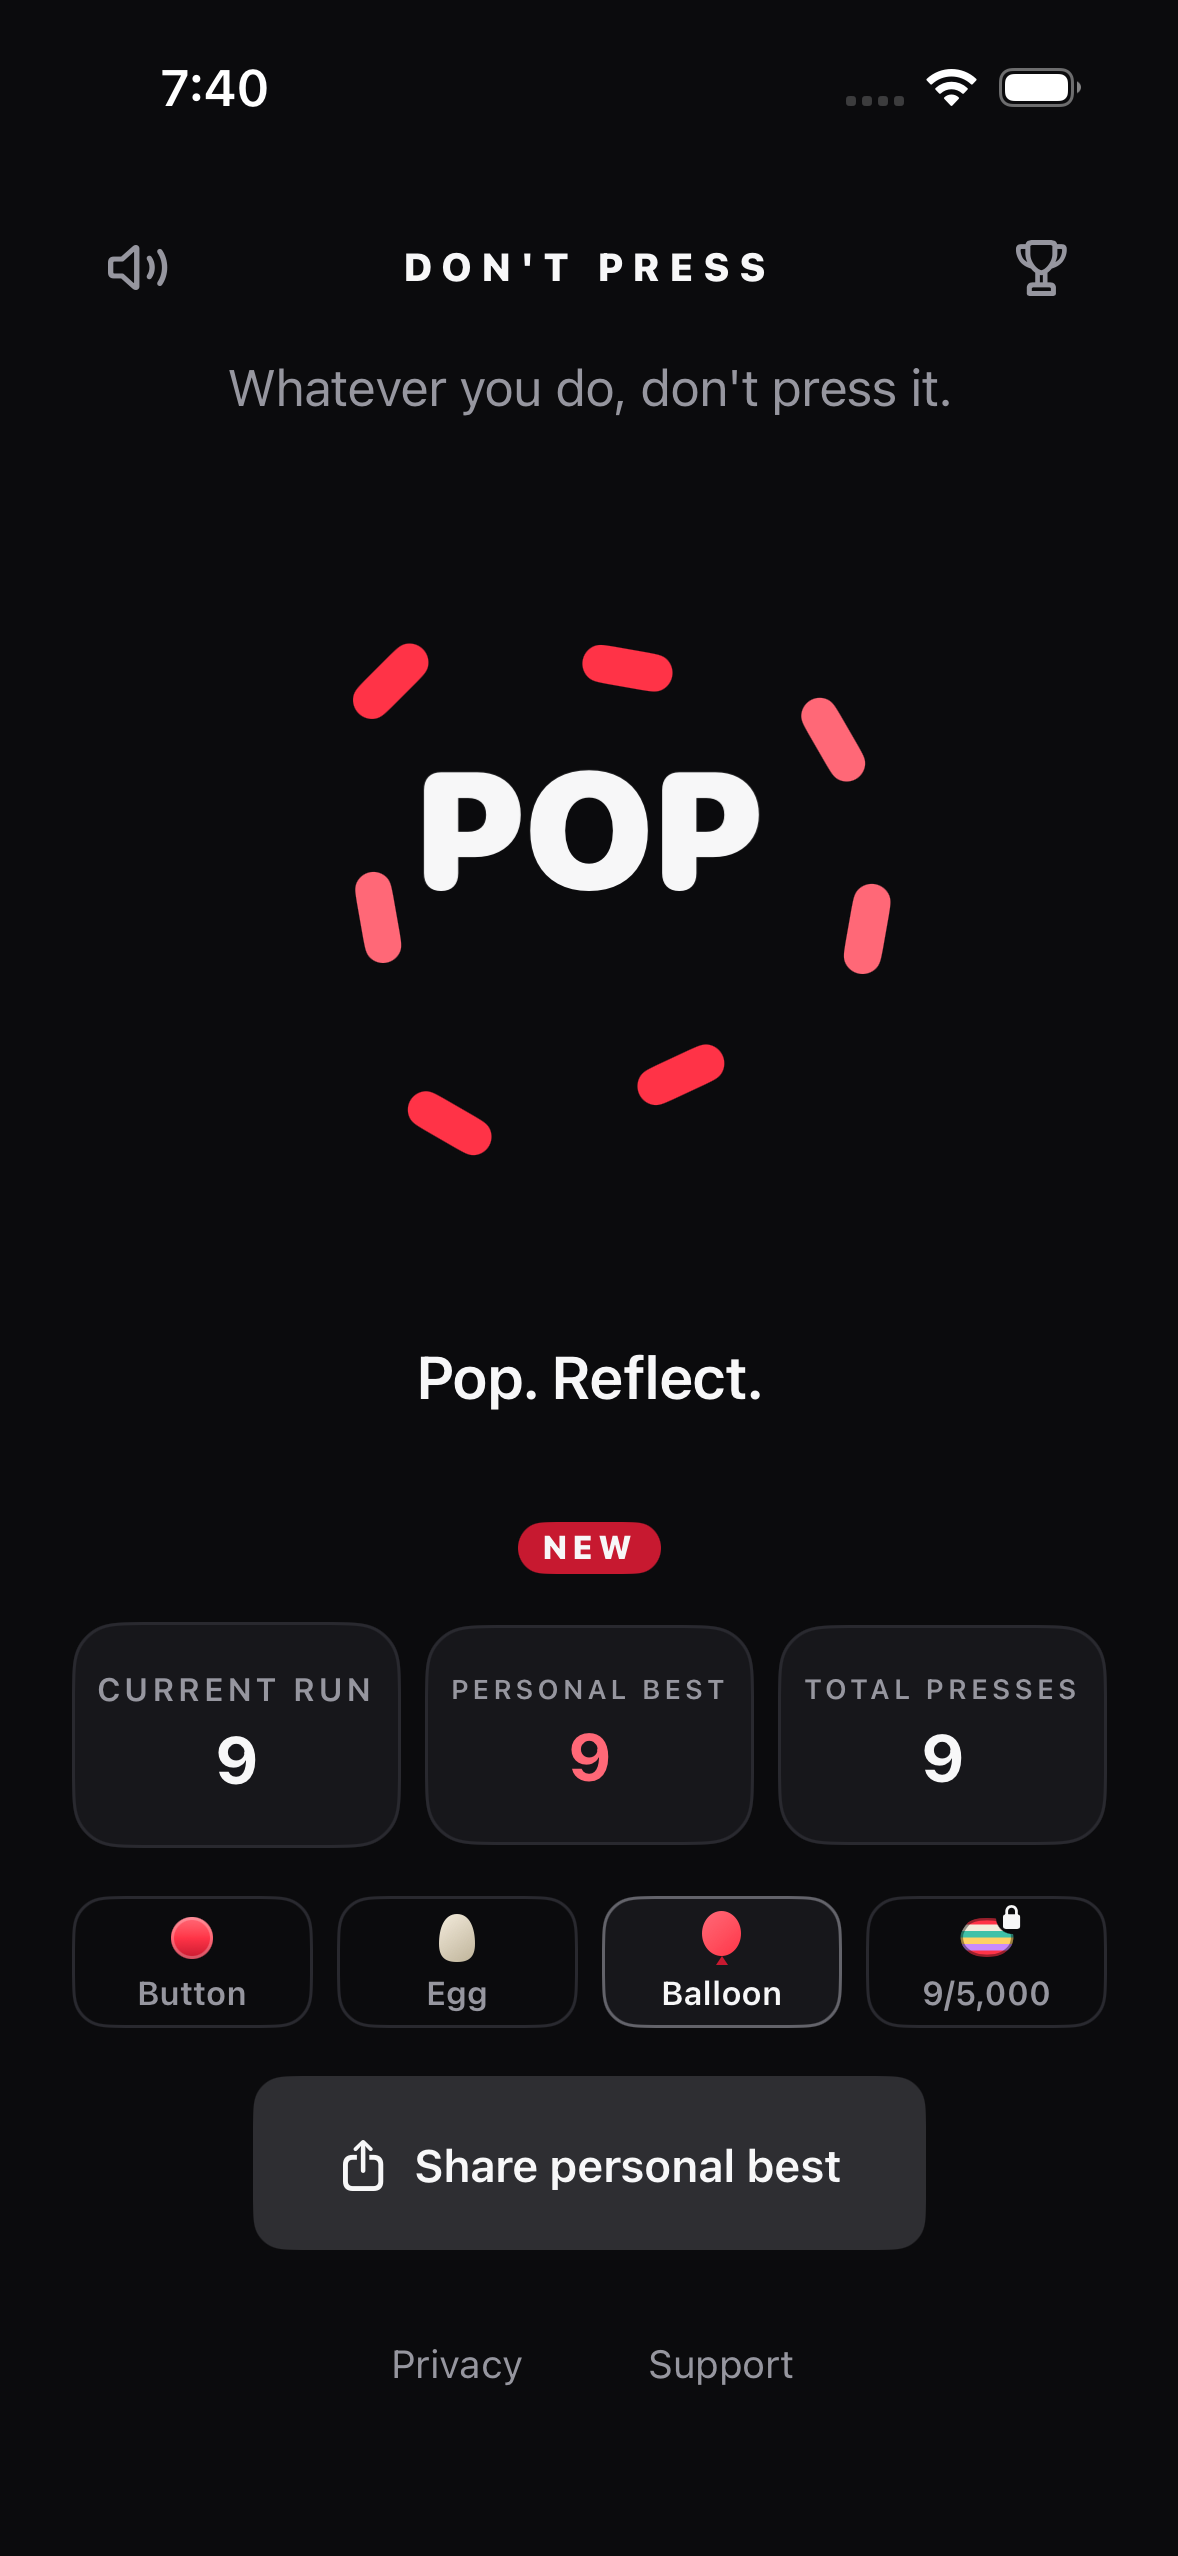 7:40
DON'T PRESS
Whatever you do, don't press it.
POP
Pop. Reflect.
NEW
CURRENT RUN
9
PERSONAL BEST
9
TOTAL PRESSES
9
Button
Egg
Balloon
9/5,000
Share personal best
Privacy
Support